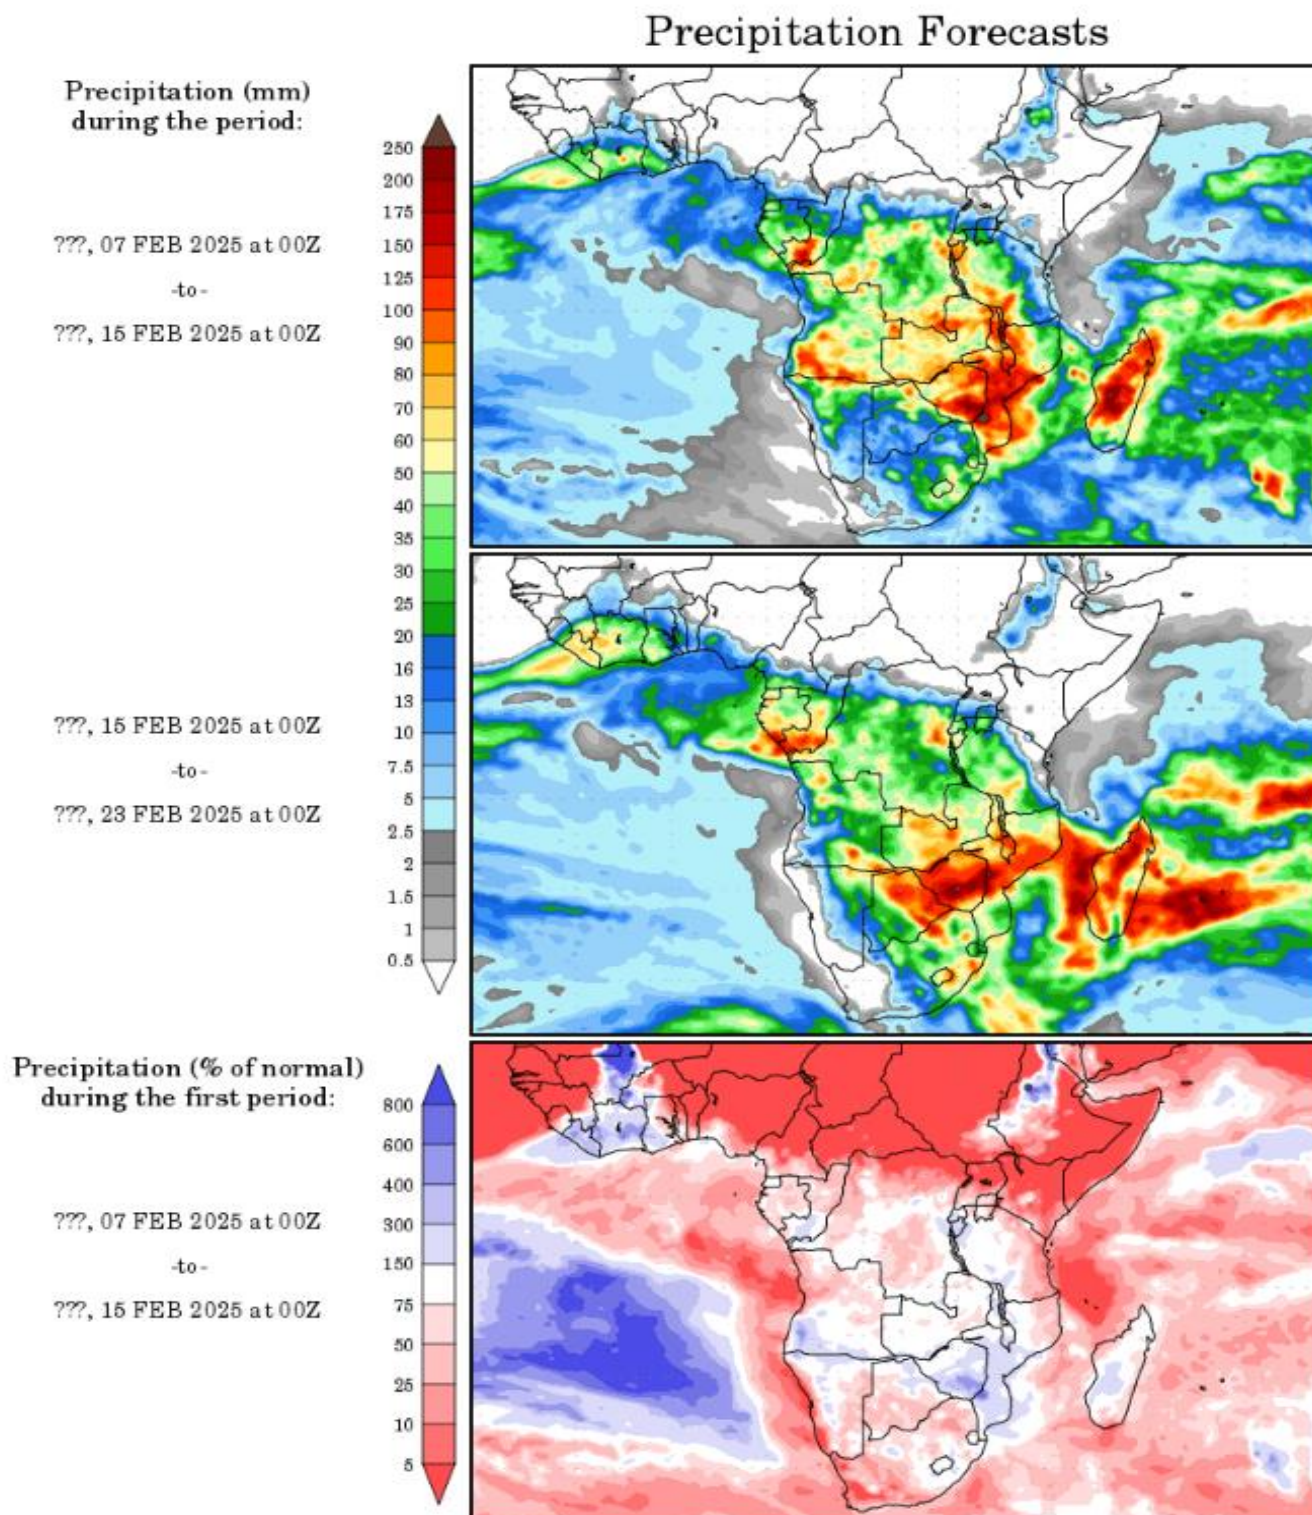 Precipitation Forecasts
Precipitation (mm)
during the period:
250
200
175
150
125
100
90
80
70
60
50
40
35
30
25
20
16
13
10
7.5
5
2.5
2
1.5
1
0.5
???, 07 FEB 2025 at 00Z
-to-
???, 15 FEB 2025 at 00Z
???, 15 FEB 2025 at 00Z
-to-
???, 23 FEB 2025 at 00Z
Precipitation (% of normal)
during the first period:
800
600
400
300
150
75
50
25
10
5
???, 07 FEB 2025 at 00Z
-to-
???, 15 FEB 2025 at 00Z